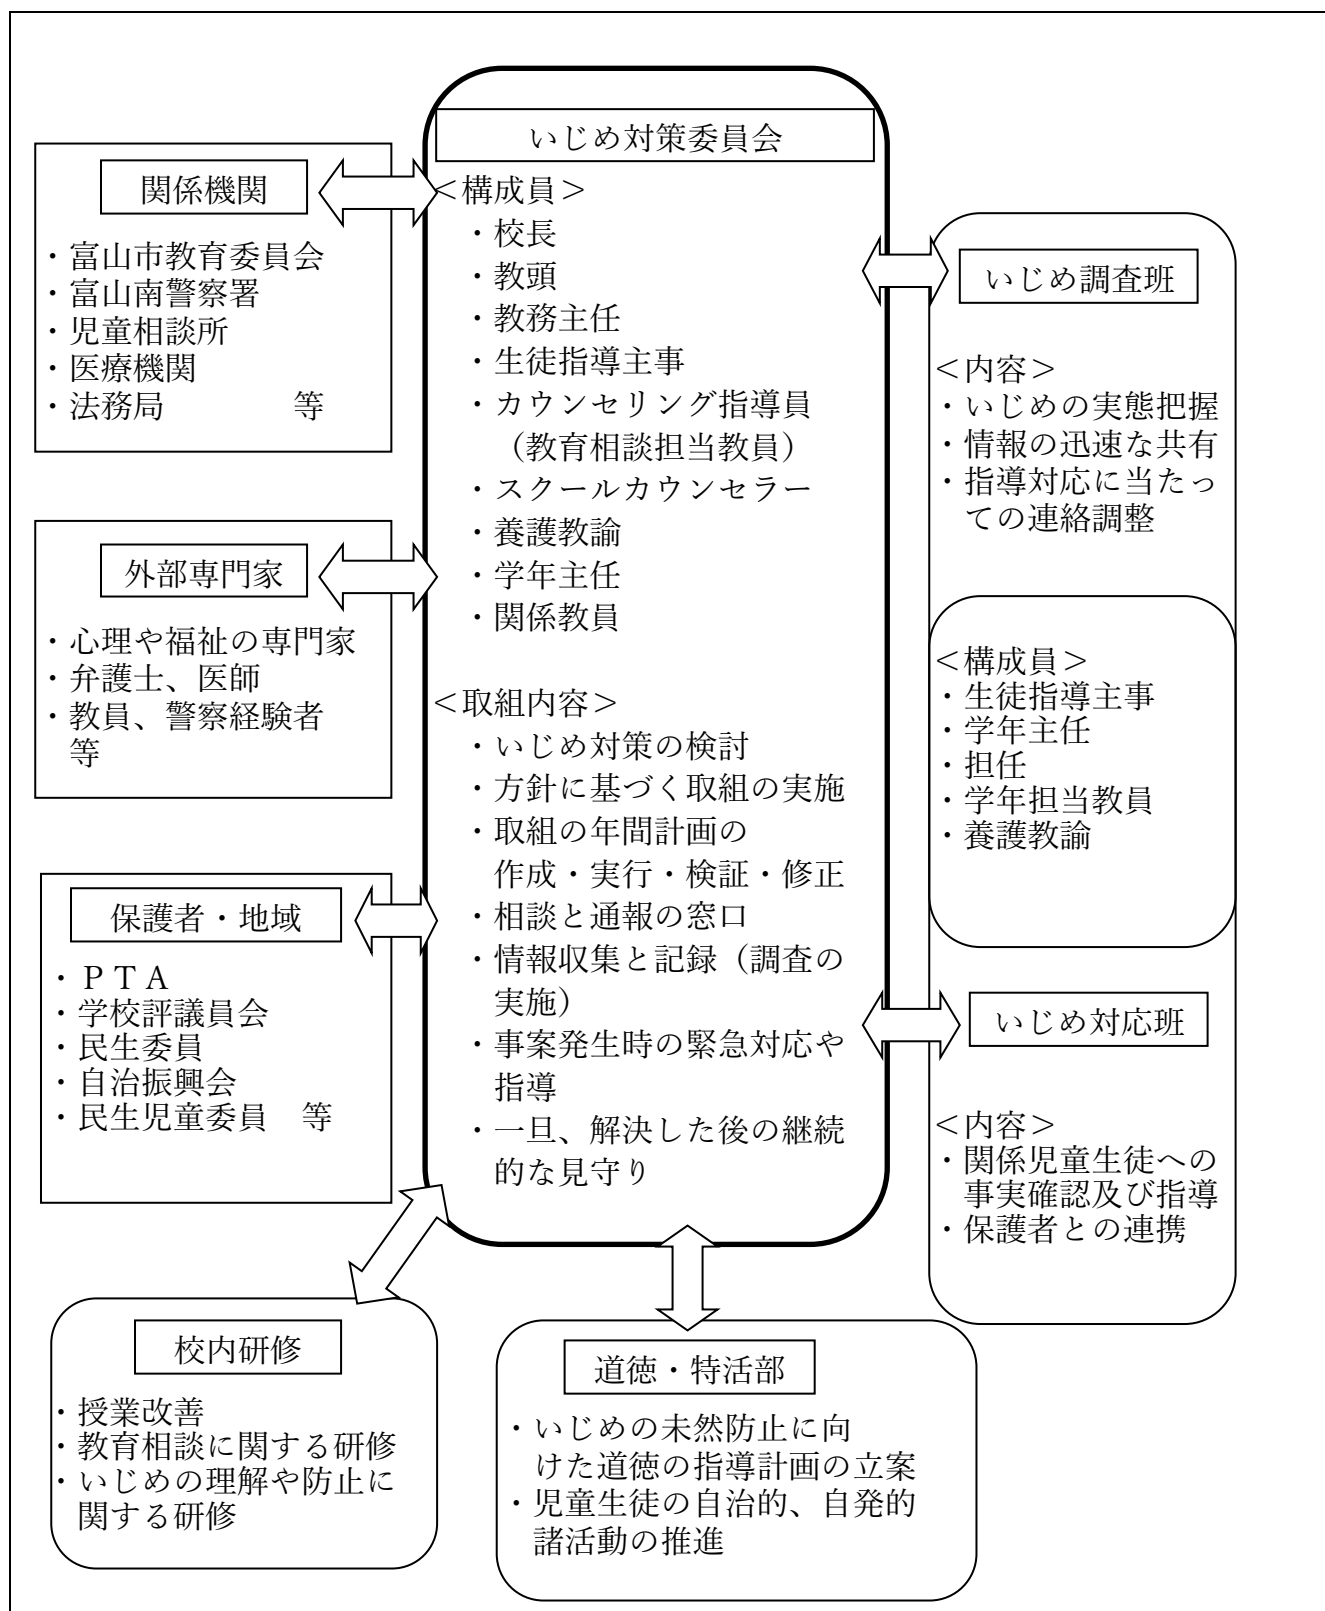 いじめ対策委員会
＜構成員＞
・校長
・教頭
・教務主任
・生徒指導主事
・カウンセリング指導員
（教育相談担当教員）
・スクールカウンセラー
・養護教諭
・学年主任
・関係教員
＜取組内容＞
・いじめ対策の検討
・方針に基づく取組の実施
・取組の年間計画の
作成・実行・検証・修正
・相談と通報の窓口
・情報収集と記録（調査の
実施）
・事案発生時の緊急対応や
指導
・一旦、解決した後の継続
的な見守り
関係機関
・富山市教育委員会
・富山南警察署
・児童相談所
・医療機関
・法務局　　　　等
外部専門家
・心理や福祉の専門家
・弁護士、医師
・教員、警察経験者
等
保護者・地域
・ＰＴＡ
・学校評議員会
・民生委員
・自治振興会
・民生児童委員　等
いじめ調査班
＜内容＞
・いじめの実態把握
・情報の迅速な共有
・指導対応に当たっ
ての連絡調整
＜構成員＞
・生徒指導主事
・学年主任
・担任
・学年担当教員
・養護教諭
いじめ対応班
＜内容＞
・関係児童生徒への
事実確認及び指導
・保護者との連携
校内研修
・授業改善
・教育相談に関する研修
・いじめの理解や防止に
関する研修
道徳・特活部
・いじめの未然防止に向
けた道徳の指導計画の立案
・児童生徒の自治的、自発的
諸活動の推進